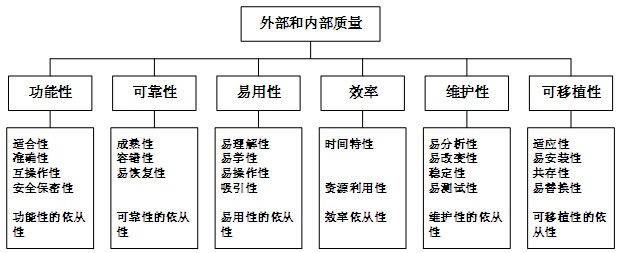 外部和内部质量
功能性
可靠性
易用性
效率
维护性
可移植性
适合性
准确性
互操作性
安全保密性
功能性的依从
性
成熟性
容错性
易恢复性
可靠性的依从
性
易理解性
易学性
易操作性
吸引性
易用性的依从
性
时间特性
资源利用性
效率依从性
易分析性
易改变性
稳定性
易测试性
维护性的依从
性
适应性
易安装性
共存性
易替换性
可移植性的依
从性